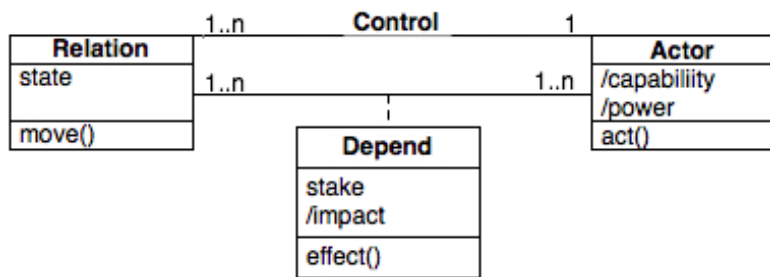 1..n Control 1
Relation
state
move()
Actor
/capabiliity
/power
act()
1..n 1..n
Depend
stake
/impact
effect()